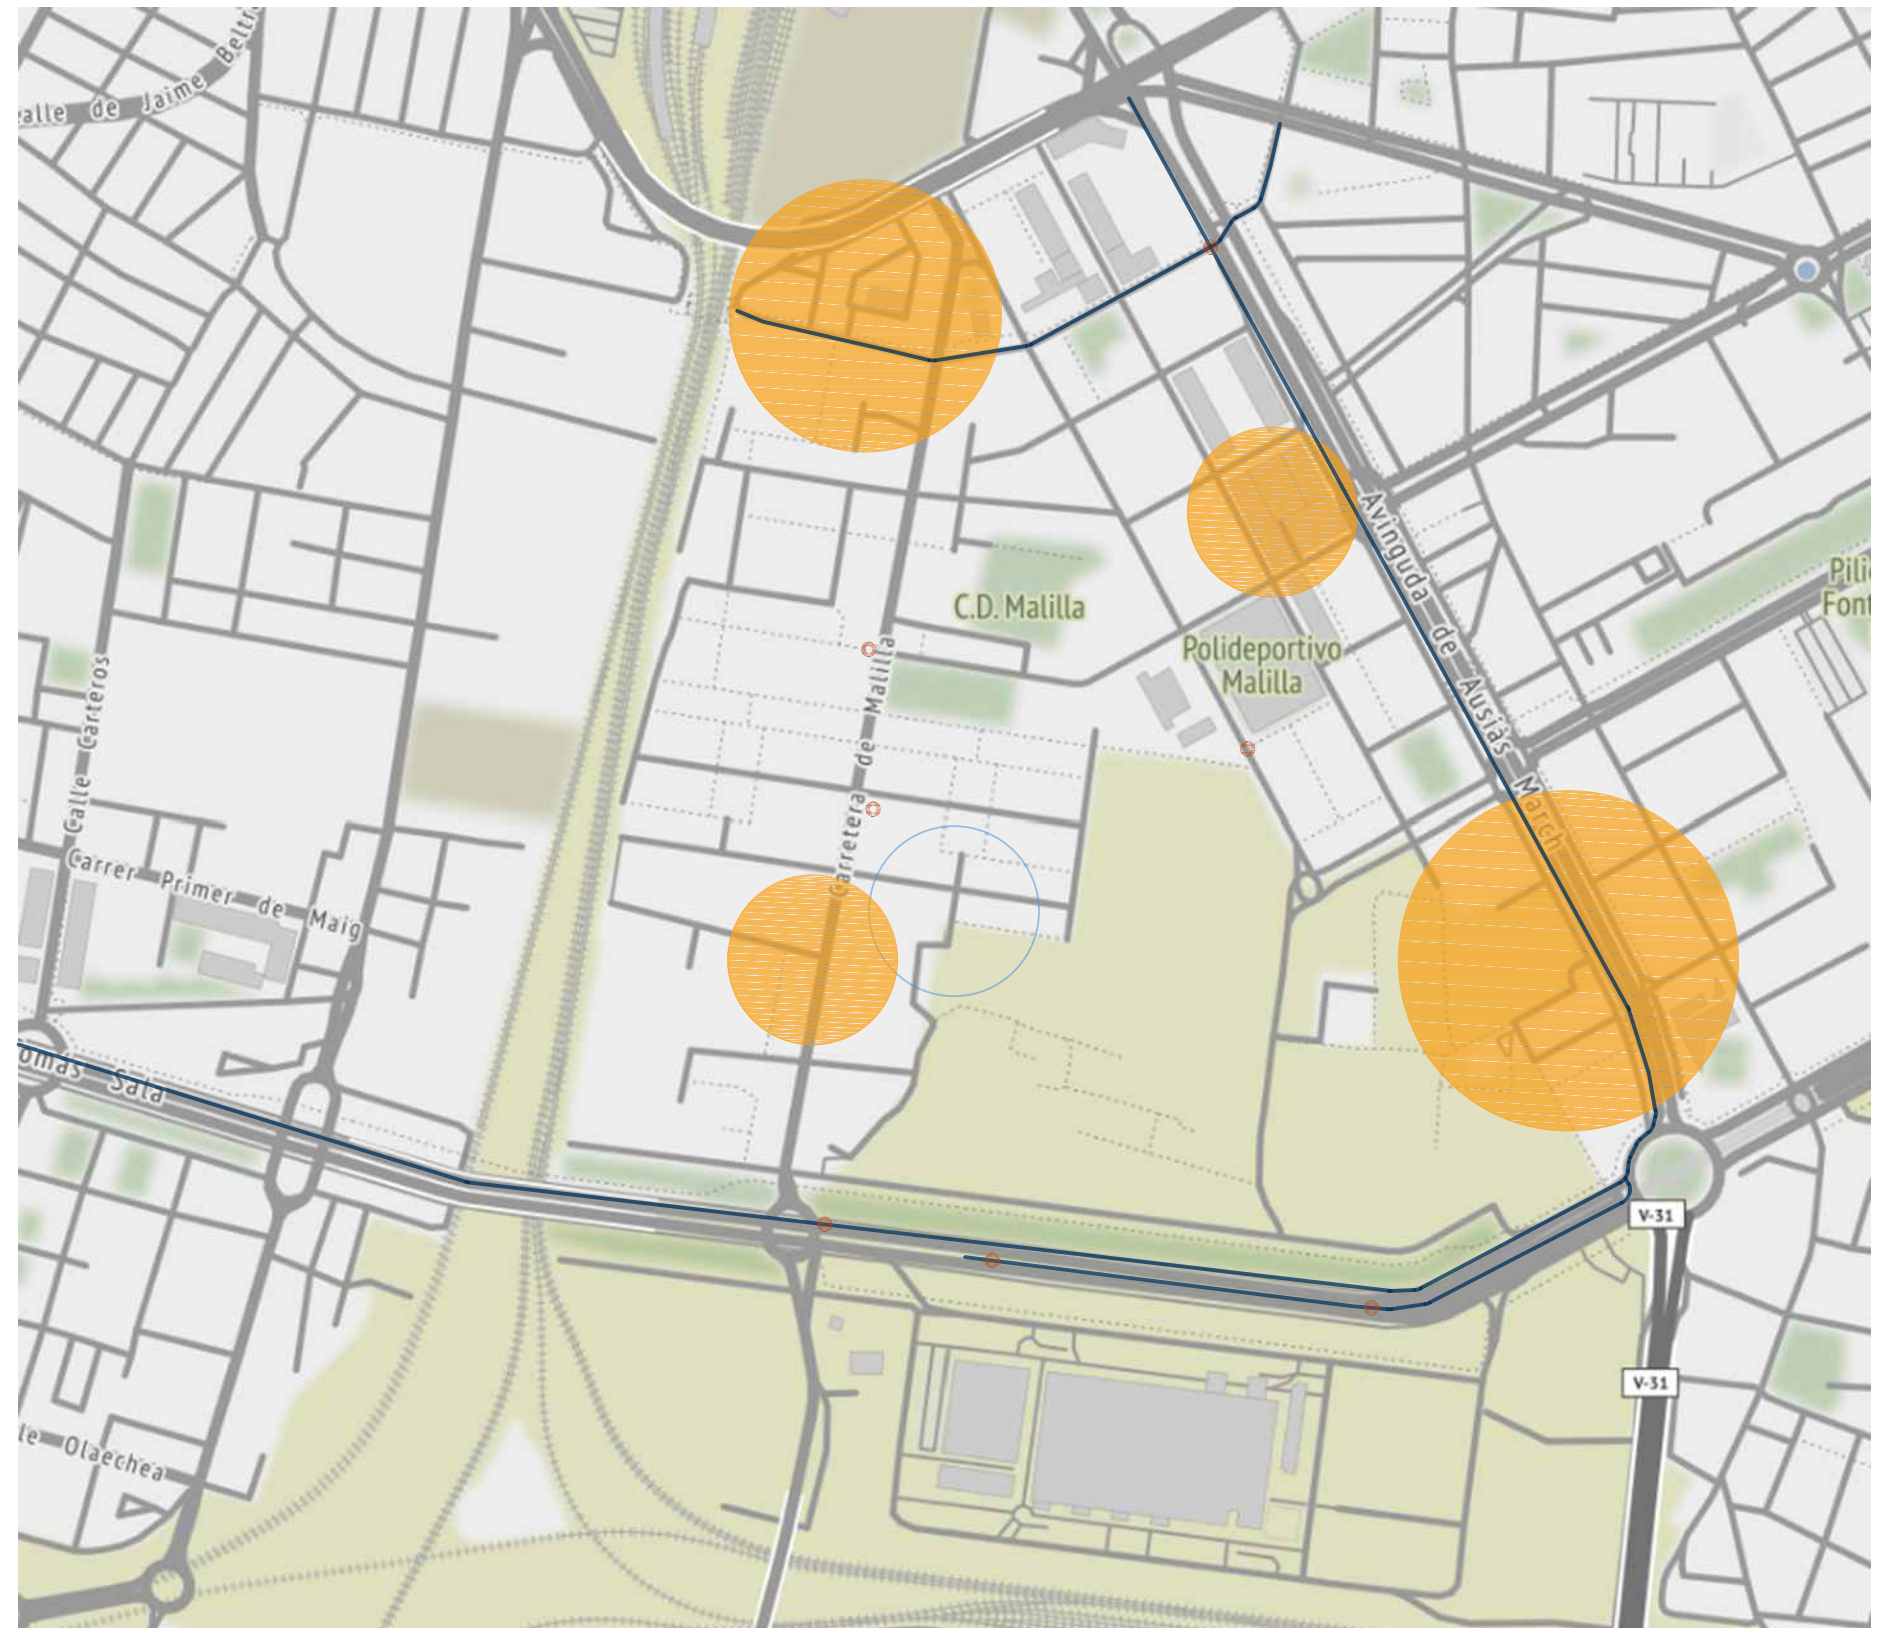 alle de Jaime Beltr
Avinguda de Ausiàs March
Pili
Font
C.D. Malilla
Polideportivo
Malilla
Carretera de Malilla
Calle Carteros
Carrer Primer de Maig
omás Sala
V-31
V-31
le Olaechea